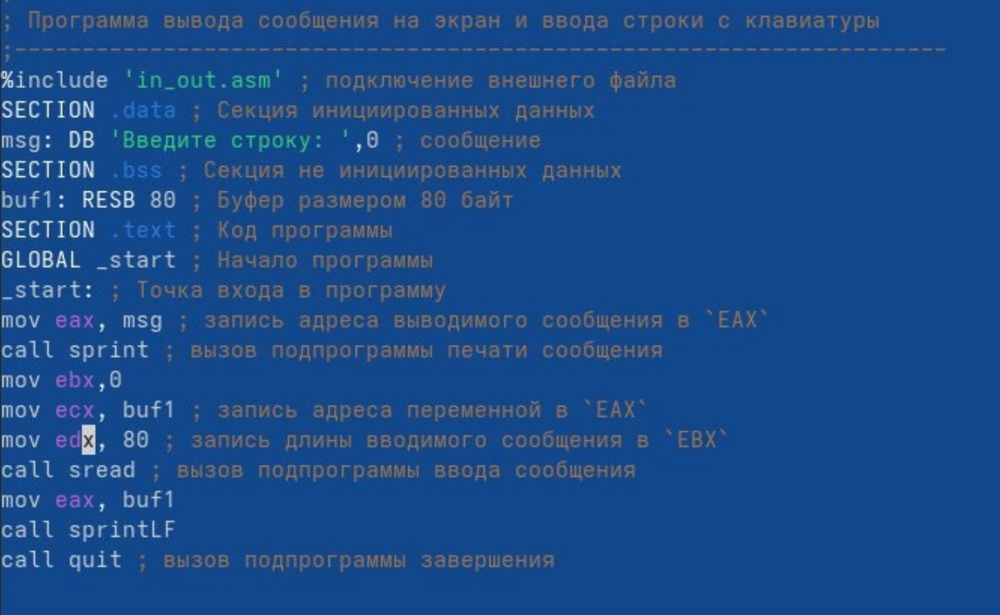 ; Программа вывода сообщения на экран и ввода строки с клавиатуры
;---------------------------------------------------------------------
%include 'in_out.asm' ; подключение внешнего файла
SECTION .data ; Секция инициированных данных
msg: DB 'Введите строку: ',0 ; сообщение
SECTION .bss ; Секция не инициированных данных
buf1: RESB 80 ; Буфер размером 80 байт
SECTION .text ; Код программы
GLOBAL _start ; Начало программы
_start: ; Точка входа в программу
mov eax, msg ; запись адреса выводимого сообщения в `EAX`
call sprint ; вызов подпрограммы печати сообщения
mov ebx,0
mov ecx, buf1 ; запись адреса переменной в `EAX`
mov edx, 80 ; запись длины вводимого сообщения в `EBX`
call sread ; вызов подпрограммы ввода сообщения
mov eax, buf1
call sprintLF
call quit ; вызов подпрограммы завершения